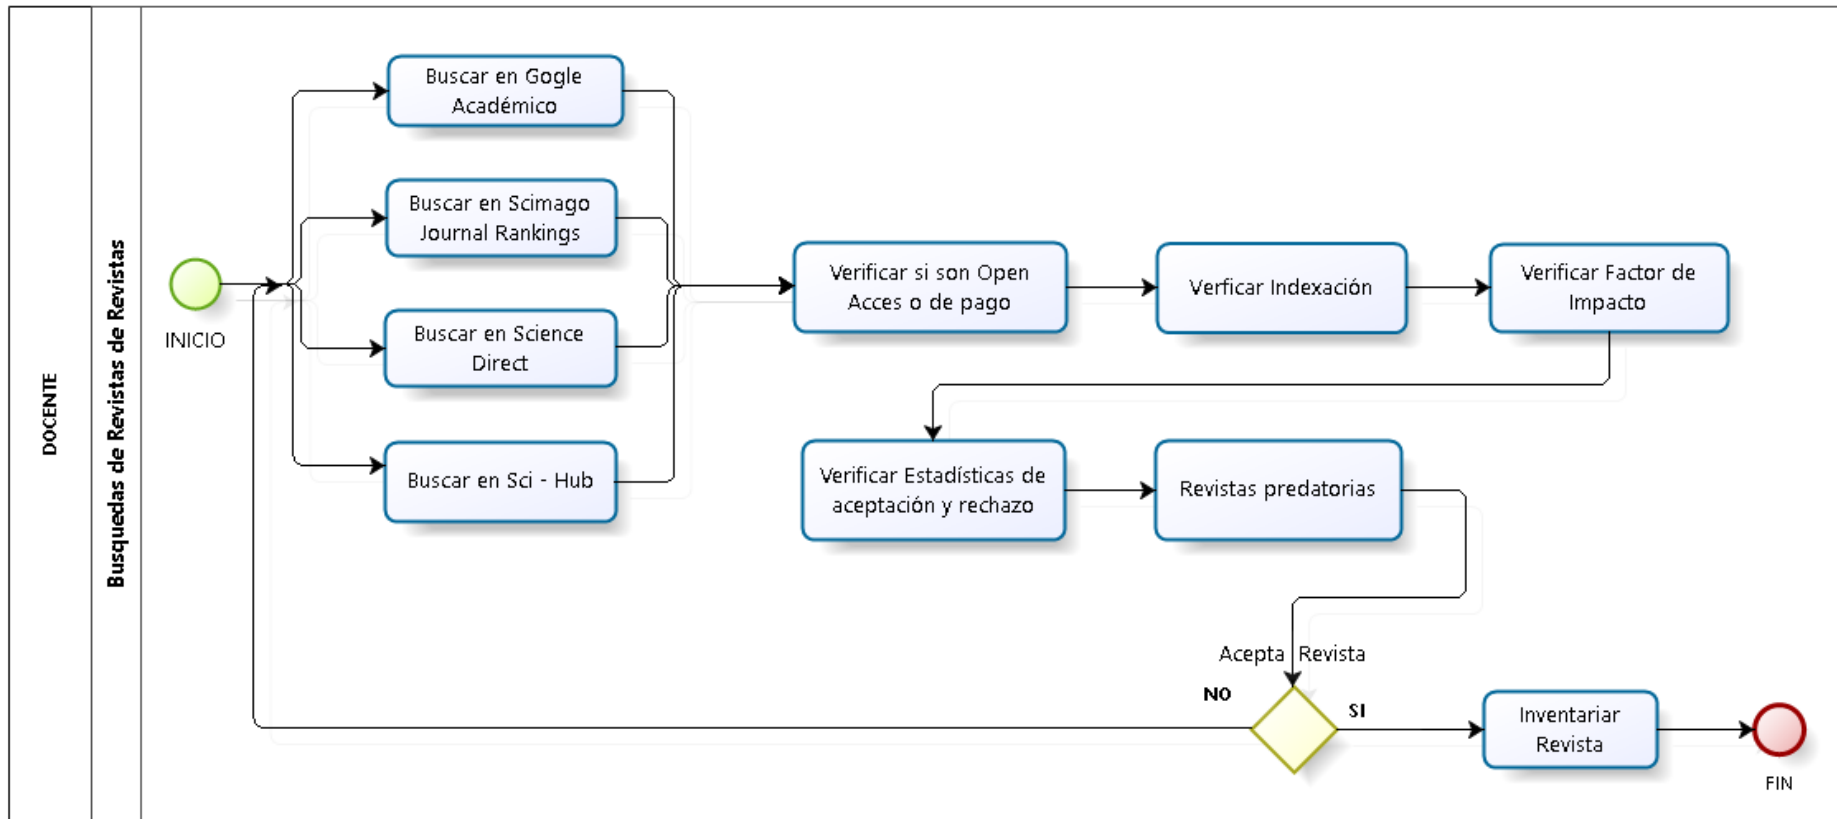 DOCENTE
Busquedas de Revistas de Revistas
INICIO
Buscar en Gogle
Académico
Buscar en Scimago
Journal Rankings
Buscar en Science
Direct
Buscar en Sci - Hub
Verificar si son Open
Acces o de pago
Verficar Indexación
Verificar Factor de
Impacto
Verificar Estadísticas de
aceptación y rechazo
Revistas predatorias
Acepta Revista
NO
SI
Inventariar
Revista
FIN